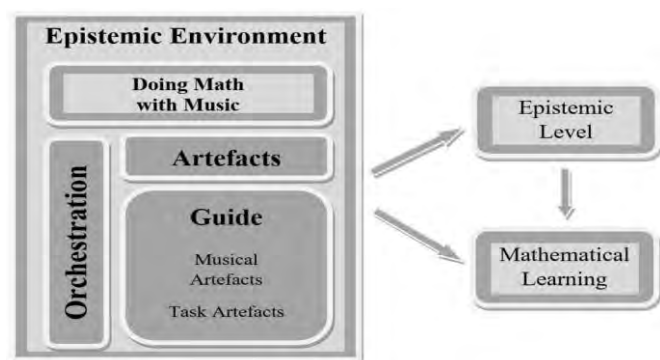 Epistemic Environment
Doing Math
with Music
Orchestration
Artefacts
Guide
Musical
Artefacts
Task Artefacts
Epistemic
Level
Mathematical
Learning